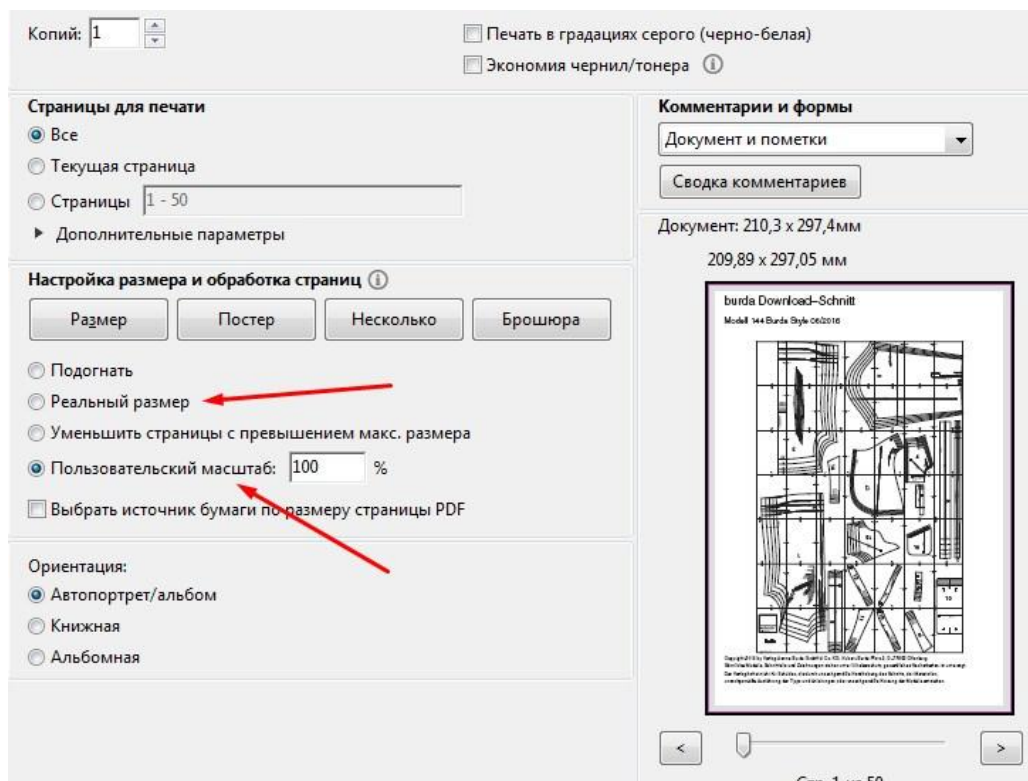 Копий: 1
Печать в градациях серого (черно-белая)
Экономия чернил/тонера
Страницы для печати
Все
Текущая страница
Страницы 1 - 50
Дополнительные параметры
Комментарии и формы
Документ и пометки
Сводка комментариев
Настройка размера и обработка страниц
Размер Постер Несколько Брошюра
Подогнать
Реальный размер
Уменьшить страницы с превышением макс. размера
Пользовательский масштаб: 100 %
Выбрать источник бумаги по размеру страницы PDF
Ориентация:
Автопортрет/альбом
Книжная
Альбомная
Документ: 210,3 x 297,4мм
209,89 x 297,05 мм
burda Download–Schnitt
Modell 144 Burda Style 06/2016
< >
Стр. 1 из 50